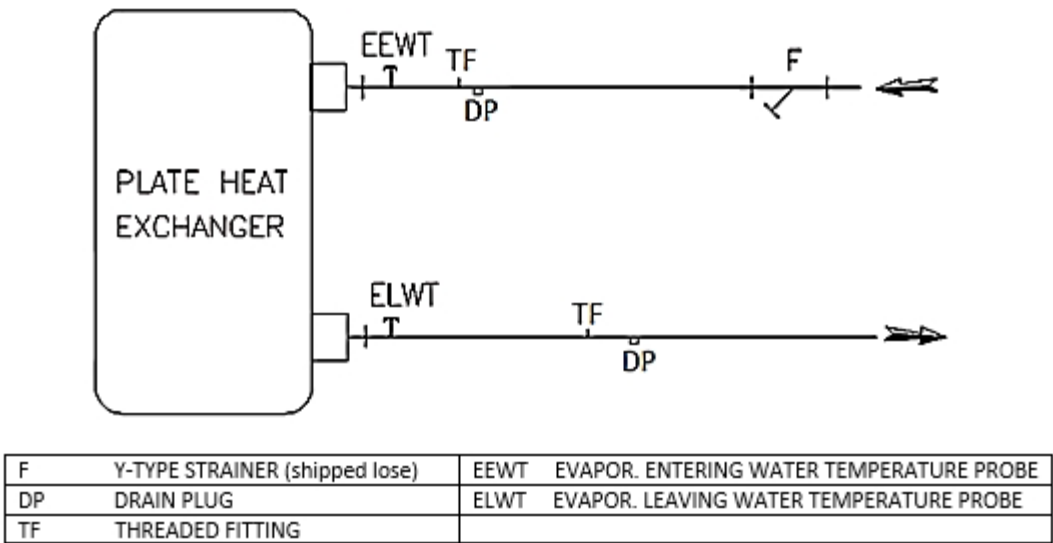 EEWT
TF
F
DP
PLATE HEAT
EXCHANGER
ELWT
TF
DP
F Y-TYPE STRAINER (shipped lose) EEWT EVAPOR. ENTERING WATER TEMPERATURE PROBE
DP DRAIN PLUG ELWT EVAPOR. LEAVING WATER TEMPERATURE PROBE
TF THREADED FITTING